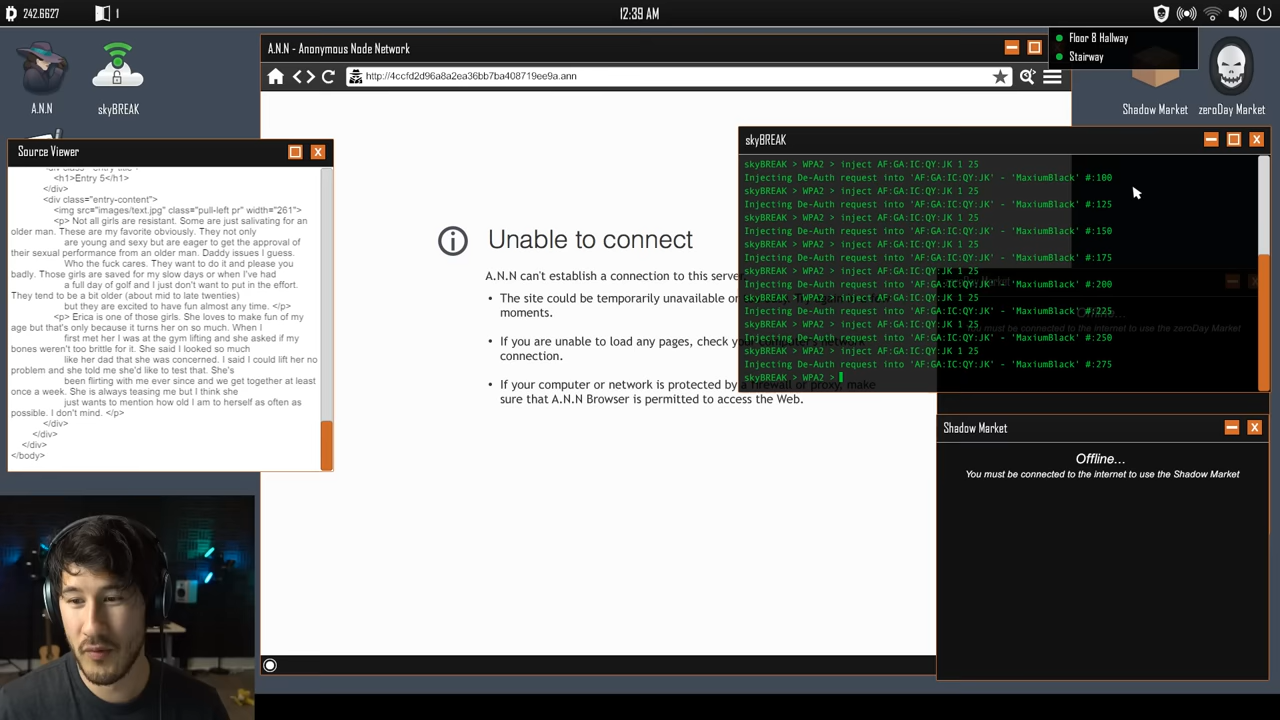 242.6627
1
12:39 AM
Floor 8 Hallway
Stairway
A.N.N
skyBREAK
Shadow Market
zeroDay Market
A.N.N - Anonymous Node Network
http://4ccfd2d96a8a2ea36bb7ba408719ee9a.ann
Source Viewer
<h1>Entry 5</h1>
</div>
<div class="entry-content">
<img src="images/text.jpg" class="pull-left pr" width="261">
<p> Not all girls are resistant. Some are just salivating for an
older man. These are my favorite obviously. They not only
are young and sexy but are eager to get the approval of
their sexual performance from an older man. Daddy issues I guess.
Who the fuck cares. They want to do it and please you
badly. Those girls are saved for my slow days or when I've had
a full day of golf and I just don't want to put in the effort.
They tend to be a bit older (about mid to late twenties)
but they are excited to have fun almost any time. </p>
<p> Erica is one of those girls. She loves to make fun of my
age but that's only because it turns her on so much. When I
first met her I was at the gym lifting and she asked if my
bones weren't too brittle for it. She said I looked so much
like her dad that she was concerned. I said I could lift her no
problem and she told me she'd like to test that. She's
been flirting with me ever since and we get together at least
once a week. She is always teasing me but I think she
just wants to mention how old I am to herself as often as
possible. I don't mind. </p>
</div>
</div>
</div>
</body>
Unable to connect
A.N.N can't establish a connection to this serve
• The site could be temporarily unavailable or
moments.
• If you are unable to load any pages, check your computer's network
connection.
• If your computer or network is protected by a firewall or proxy, make
sure that A.N.N Browser is permitted to access the Web.
skyBREAK
skyBREAK > WPA2 > inject AF:GA:IC:QY:JK 1 25
Injecting De-Auth request into 'AF:GA:IC:QY:JK' - 'MaxiumBlack' #:100
skyBREAK > WPA2 > inject AF:GA:IC:QY:JK 1 25
Injecting De-Auth request into 'AF:GA:IC:QY:JK' - 'MaxiumBlack' #:125
skyBREAK > WPA2 > inject AF:GA:IC:QY:JK 1 25
Injecting De-Auth request into 'AF:GA:IC:QY:JK' - 'MaxiumBlack' #:150
skyBREAK > WPA2 > inject AF:GA:IC:QY:JK 1 25
Injecting De-Auth request into 'AF:GA:IC:QY:JK' - 'MaxiumBlack' #:175
skyBREAK > WPA2 > inject AF:GA:IC:QY:JK 1 25
Injecting De-Auth request into 'AF:GA:IC:QY:JK' - 'MaxiumBlack' #:200
skyBREAK > WPA2 > inject AF:GA:IC:QY:JK 1 25
Injecting De-Auth request into 'AF:GA:IC:QY:JK' - 'MaxiumBlack' #:225
skyBREAK > WPA2 > inject AF:GA:IC:QY:JK 1 25
Injecting De-Auth request into 'AF:GA:IC:QY:JK' - 'MaxiumBlack' #:250
skyBREAK > WPA2 > inject AF:GA:IC:QY:JK 1 25
Injecting De-Auth request into 'AF:GA:IC:QY:JK' - 'MaxiumBlack' #:275
skyBREAK > WPA2 >
must be connected to the internet to use the zeroDay Market
Shadow Market
Offline...
You must be connected to the internet to use the Shadow Market